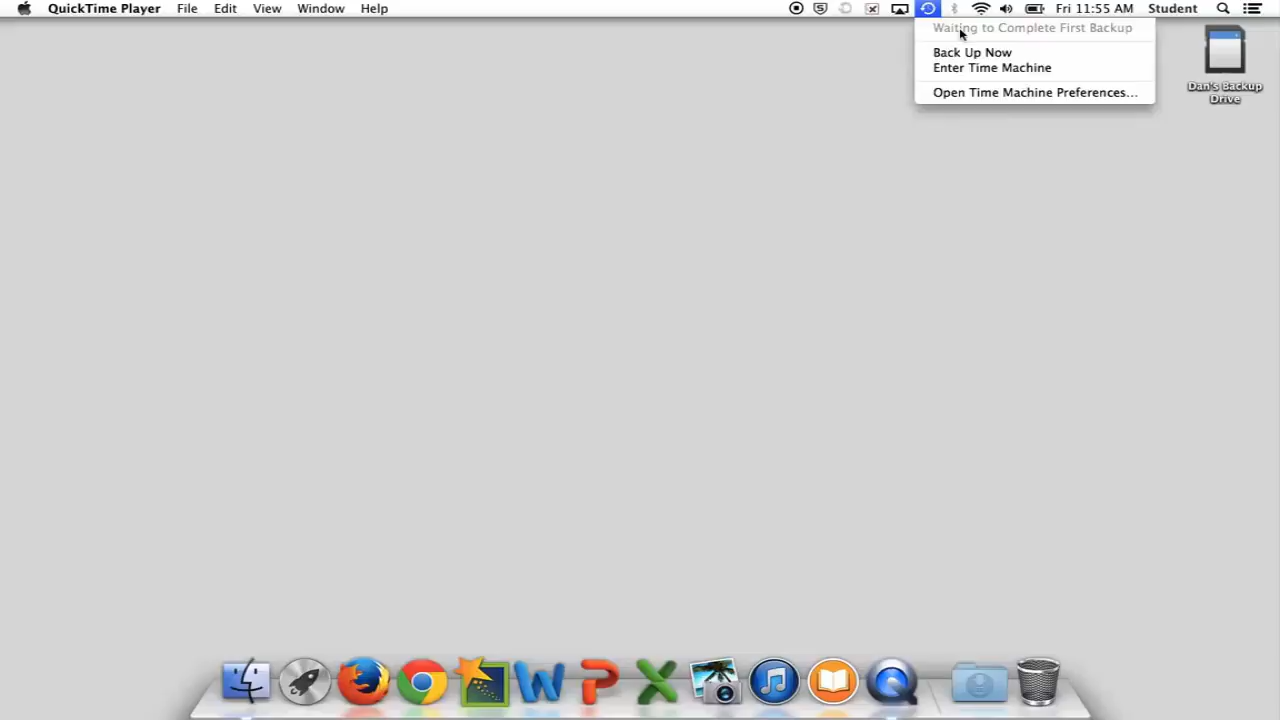 QuickTime Player File Edit View Window Help Fri 11:55 AM Student
Waiting to Complete First Backup
Back Up Now
Enter Time Machine
Open Time Machine Preferences...
Dan's Backup
Drive